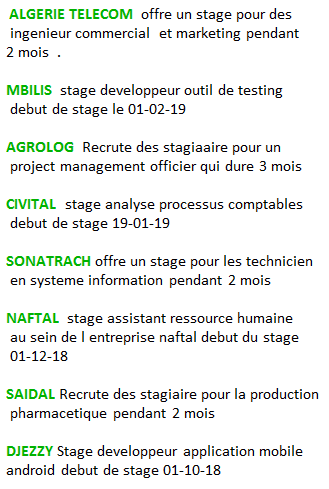 ALGERIE TELECOM offre un stage pour des
ingenieur commercial et marketing pendant
2 mois .
MBILIS stage developpeur outil de testing
debut de stage le 01-02-19
AGROLOG Recrute des stagiaaire pour un
project management officier qui dure 3 mois
CIVITAL stage analyse processus comptables
debut de stage 19-01-19
SONATRACH offre un stage pour les technicien
en systeme information pendant 2 mois
NAFTAL stage assistant ressource humaine
au sein de l entreprise naftal debut du stage
01-12-18
SAIDAL Recrute des stagiaire pour la production
pharmacetique pendant 2 mois
DJEZZY Stage developpeur application mobile
android debut de stage 01-10-18